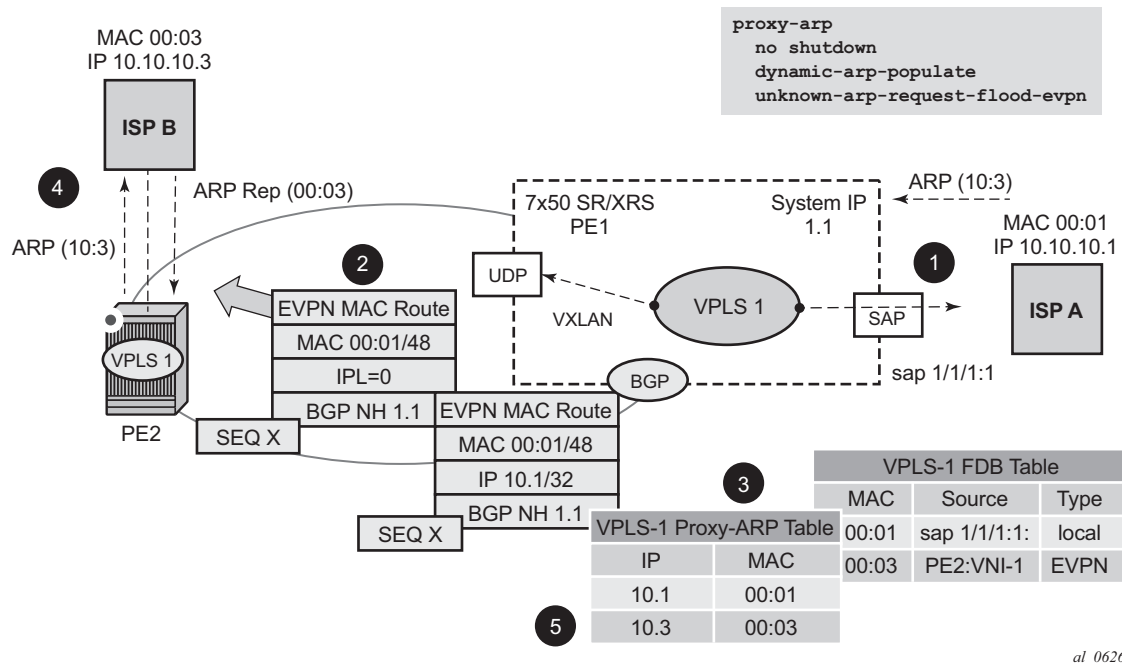 proxy-arp
no shutdown
dynamic-arp-populate
unknown-arp-request-flood-evpn
MAC 00:03
IP 10.10.10.3
ISP B
4
ARP Rep (00:03)
ARP (10:3)
7x50 SR/XRS
PE1
System IP
1.1
ARP (10:3)
MAC 00:01
IP 10.10.10.1
1
ISP A
UDP
VXLAN
VPLS 1
SAP
sap 1/1/1:1
BGP
2
EVPN MAC Route
MAC 00:01/48
IPL=0
BGP NH 1.1
SEQ X
VPLS 1
PE2
EVPN MAC Route
MAC 00:01/48
IP 10.1/32
BGP NH 1.1
SEQ X
3
VPLS-1 FDB Table
MAC Source Type
00:01 sap 1/1/1:1: local
00:03 PE2:VNI-1 EVPN
VPLS-1 Proxy-ARP Table
IP MAC
10.1 00:01
10.3 00:03
5
al_0626